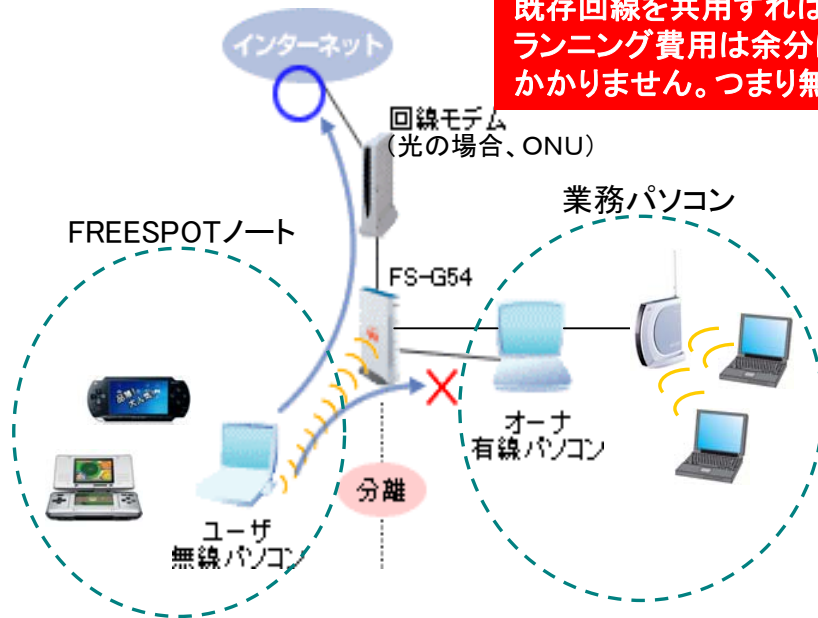 既存回線を共用すれは
ランニング費用は余分に
かかりません。つまり無
インターネット
回線モデム
(光の場合、ONU)
業務パソコン
FREESPOTノート
FS-G54
オーナ
有線パソコン
分離
ユーザ
無線パソコン